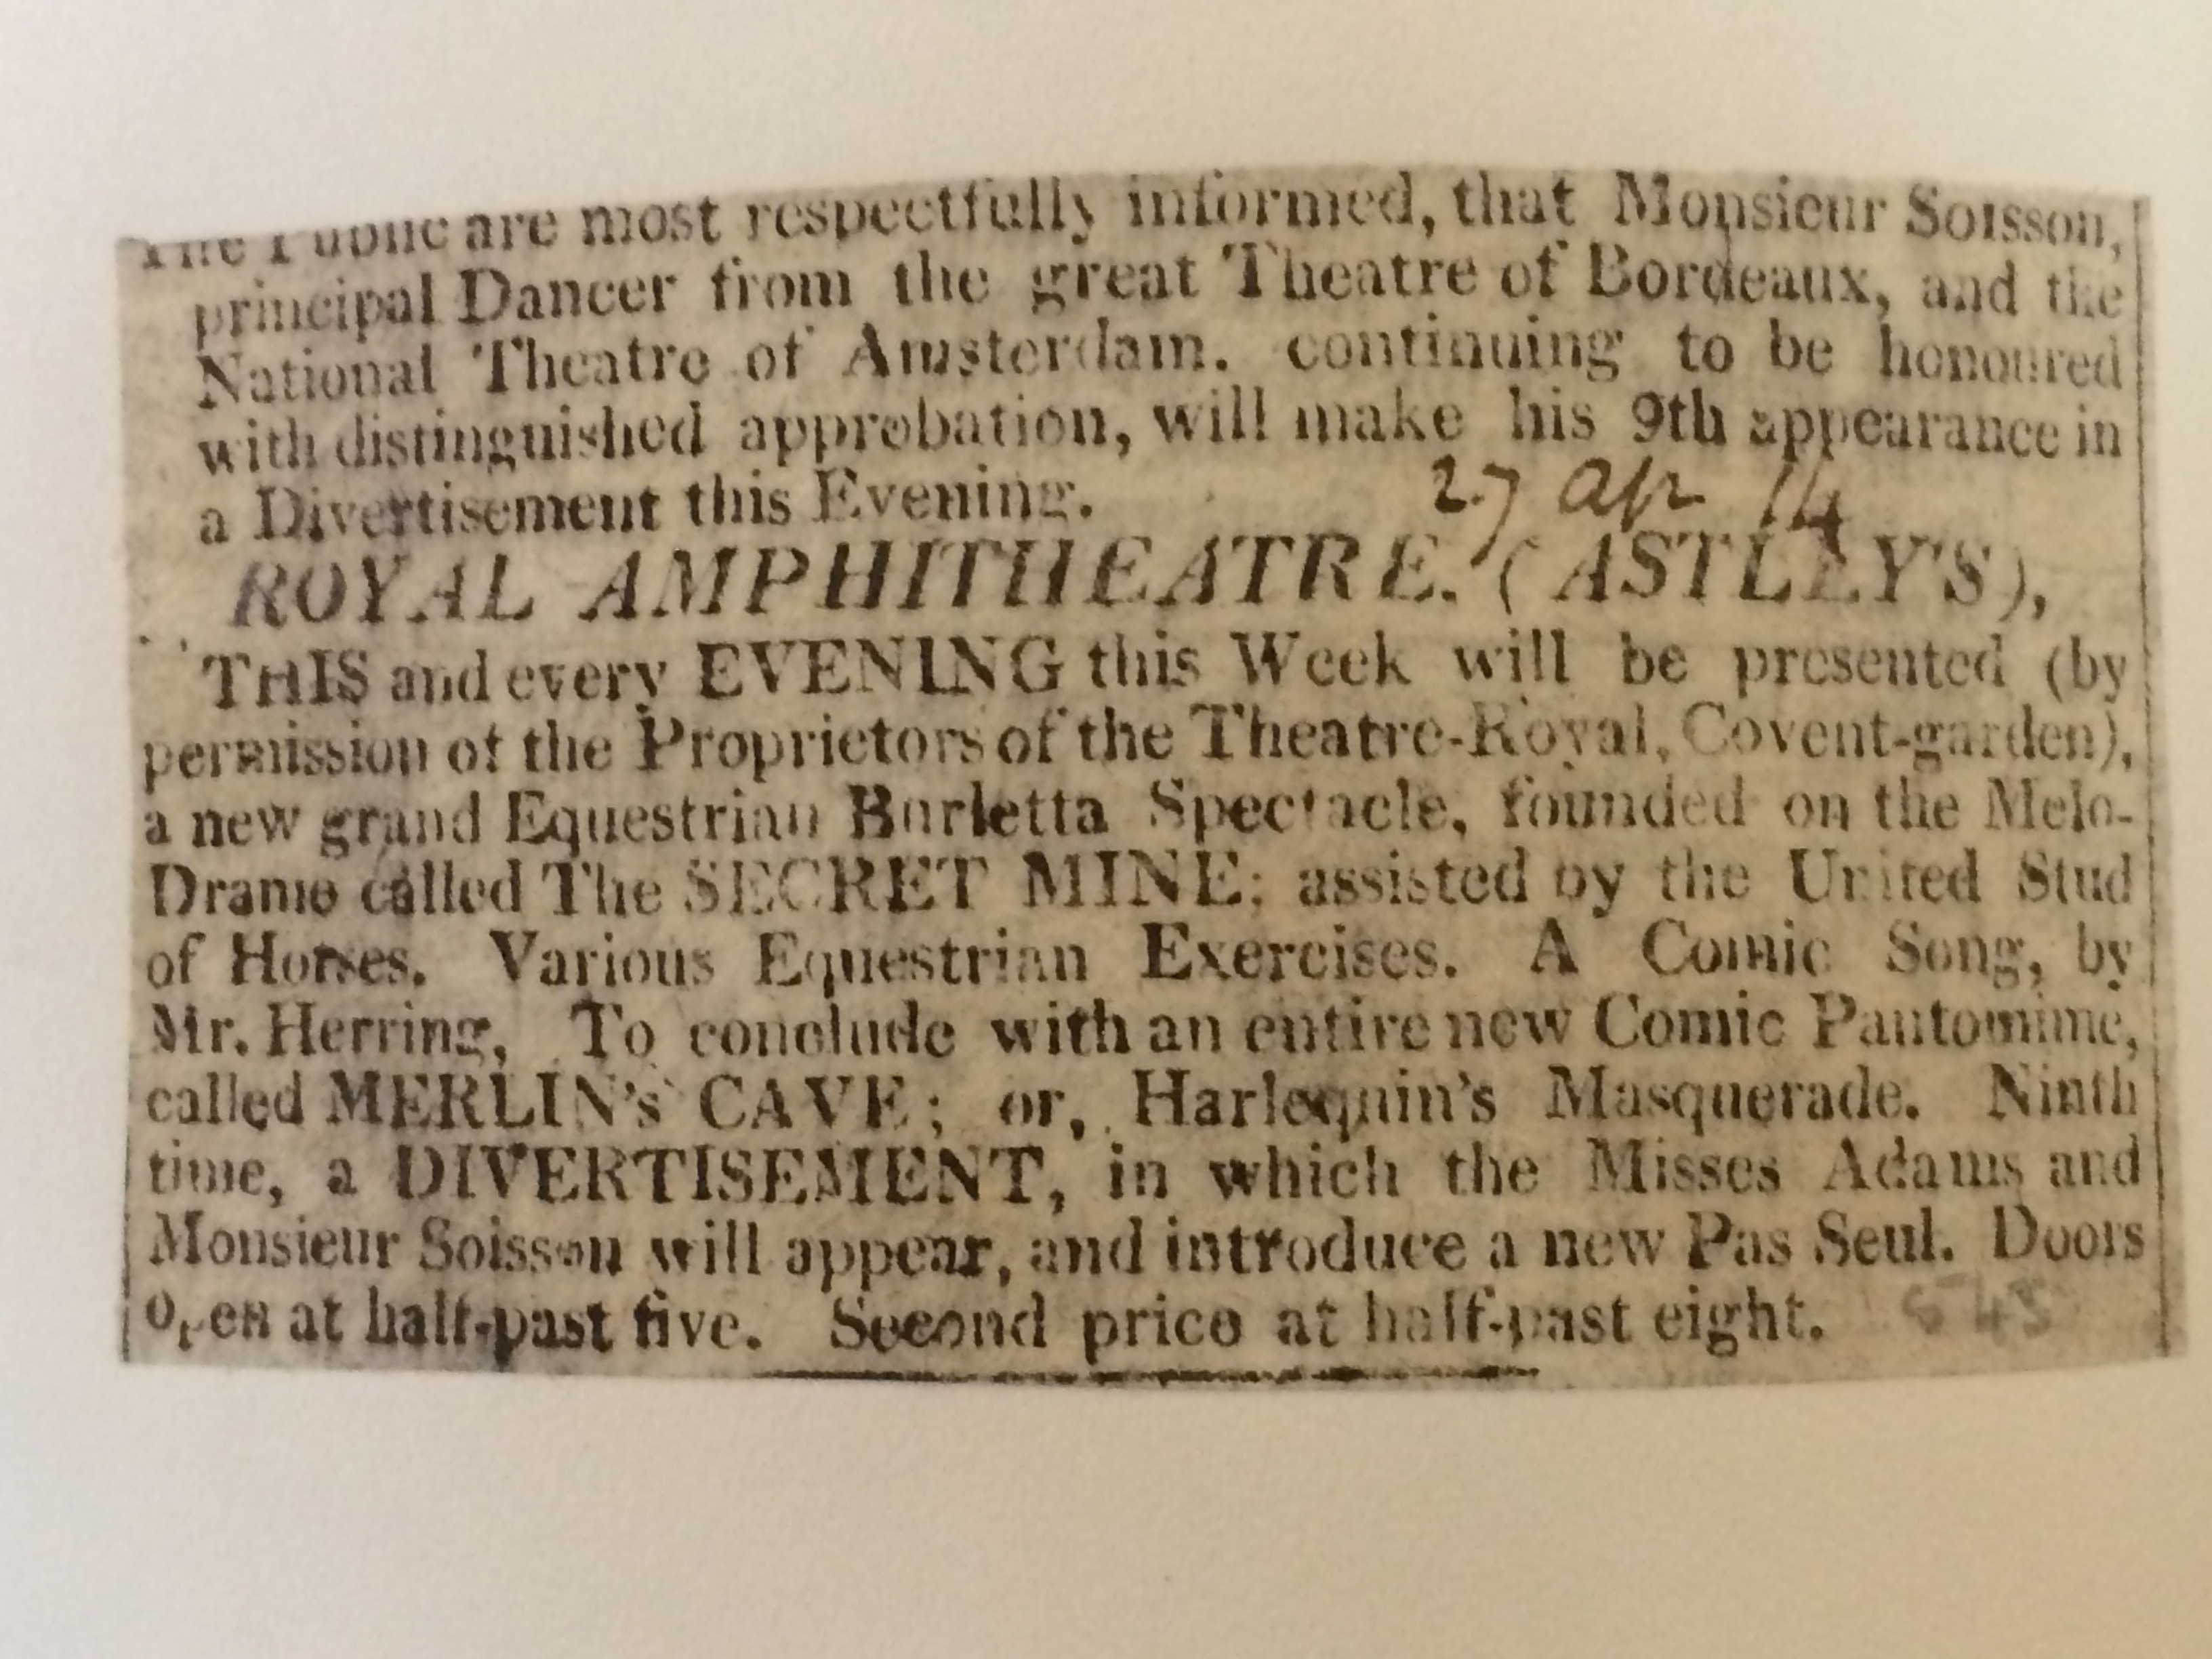 The Public are most respectfully informed, that Monsieur Soisson,
principal Dancer from the great Theatre of Bordeaux, and the
National Theatre of Amsterdam. continuing to be honoured
with distinguished approbation, will make his 9th appearance in
a Divertisement this Evening.
27 apr 14
ROYAL AMPHITHEATRE. (ASTLEY'S),
THIS and every EVENING this Week will be presented (by
permission of the Proprietors of the Theatre-Royal, Covent-garden),
a new grand Equestrian Burletta Spectacle, founded on the Melo-
Drame called The SECRET MINE; assisted by the United Stud
of Horses. Various Equestrian Exercises. A Comic Song, by
Mr. Herring. To conclude with an entire new Comic Pantomime,
called MERLIN's CAVE; or, Harlequin's Masquerade. Ninth
time, a DIVERTISEMENT, in which the Misses Adams and
Monsieur Soisson will appear, and introduce a new Pas Seul. Doors
open at half-past five. Second price at half-past eight.